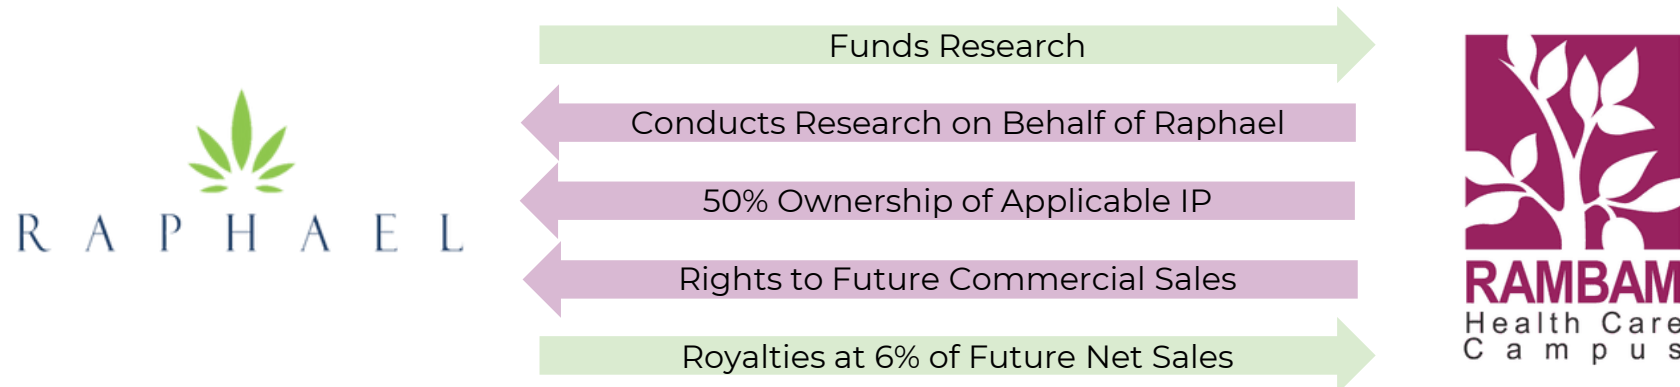 Funds Research
Conducts Research on Behalf of Raphael
50% Ownership of Applicable IP
RAPHAEL
Rights to Future Commercial Sales
Royalties at 6% of Future Net Sales
RAMBAM
Health Care
Campus